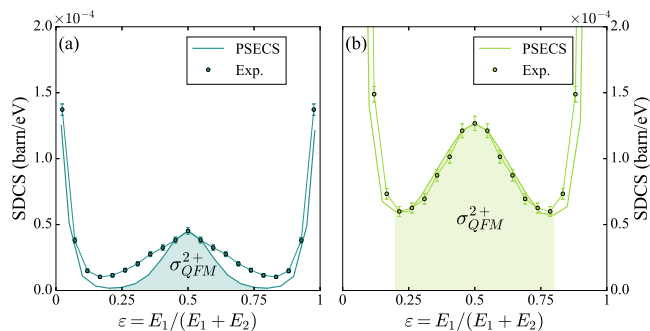 2.0 ×10⁻⁴ ×10⁻⁴ 2.0
(a) PSECS Exp.
(b) PSECS Exp.
SDCS (barn/eV)
1.5 1.5
1.0 1.0
0.5 0.5
0.0 0.0
σ²⁺QFM
σ²⁺QFM
SDCS (barn/eV)
0 0.25 0.5 0.75 1
0 0.25 0.5 0.75 1
ε = E₁/(E₁ + E₂)
ε = E₁/(E₁ + E₂)